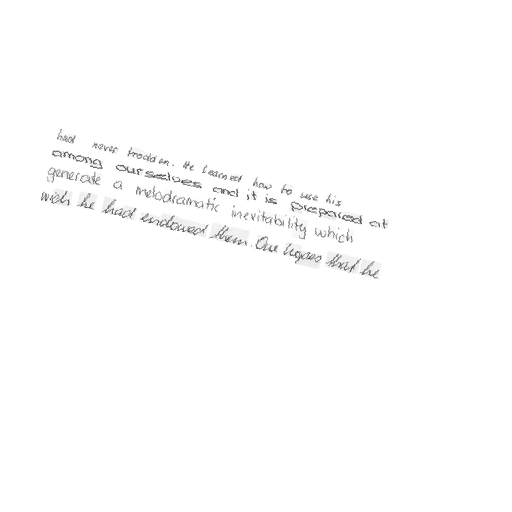 had never trodden. He learned how to use his
among ourselves and it is prepared at
generate a melodramatic inevitability which
with he had endowed them. One hopes that he